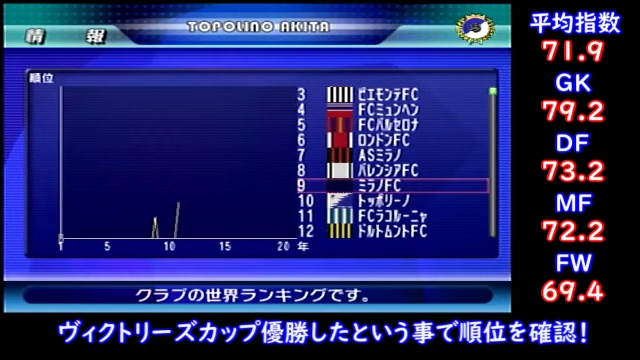 情 報
TOPOLINO AKITA
順位
3 ピエモンテFC
4 FCミュンヘン
5 FCバルセロナ
6 ロンドンFC
7 ASミラノ
8 バレンシアFC
9 ミラノFC
10 トッポリーノ
11 FCラコルーニャ
12 ドルトムントFC
1 5 10 15 20 年
クラブの世界ランキングです。
平均指数
71.9
GK
79.2
DF
73.2
MF
72.2
FW
69.4
ヴィクトリーズカップ優勝したという事で順位を確認!